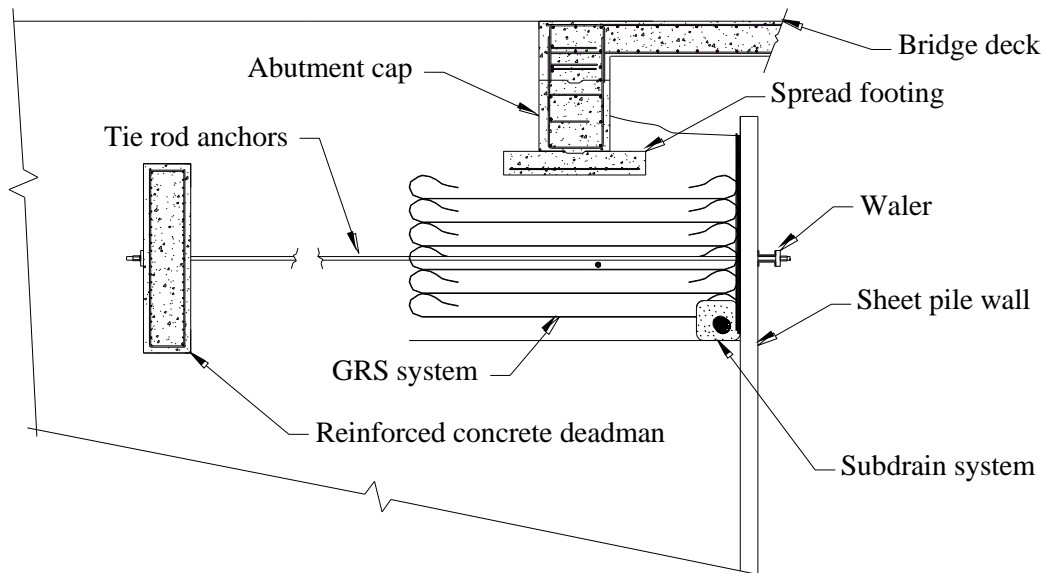 Bridge deck
Abutment cap
Spread footing
Tie rod anchors
Waler
Sheet pile wall
GRS system
Reinforced concrete deadman
Subdrain system